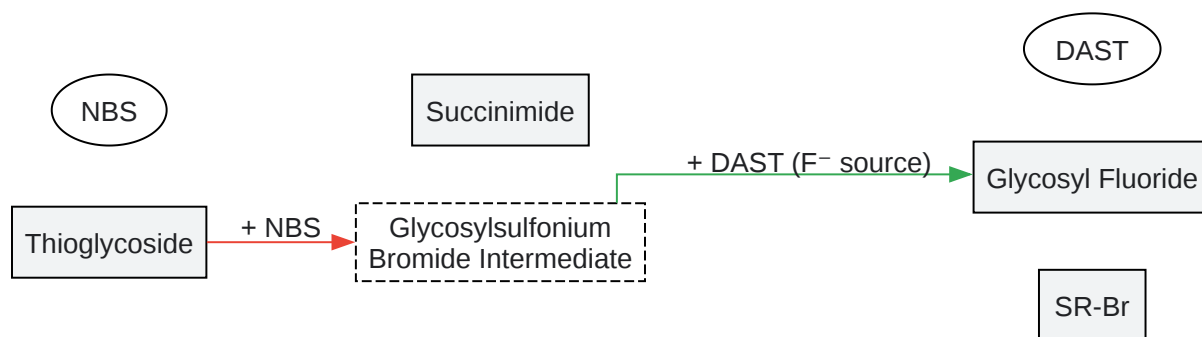 DAST
NBS
Succinimide
+ DAST (F⁻ source)
Glycosyl Fluoride
Thioglycoside
+ NBS
Glycosylsulfonium
Bromide Intermediate
SR-Br